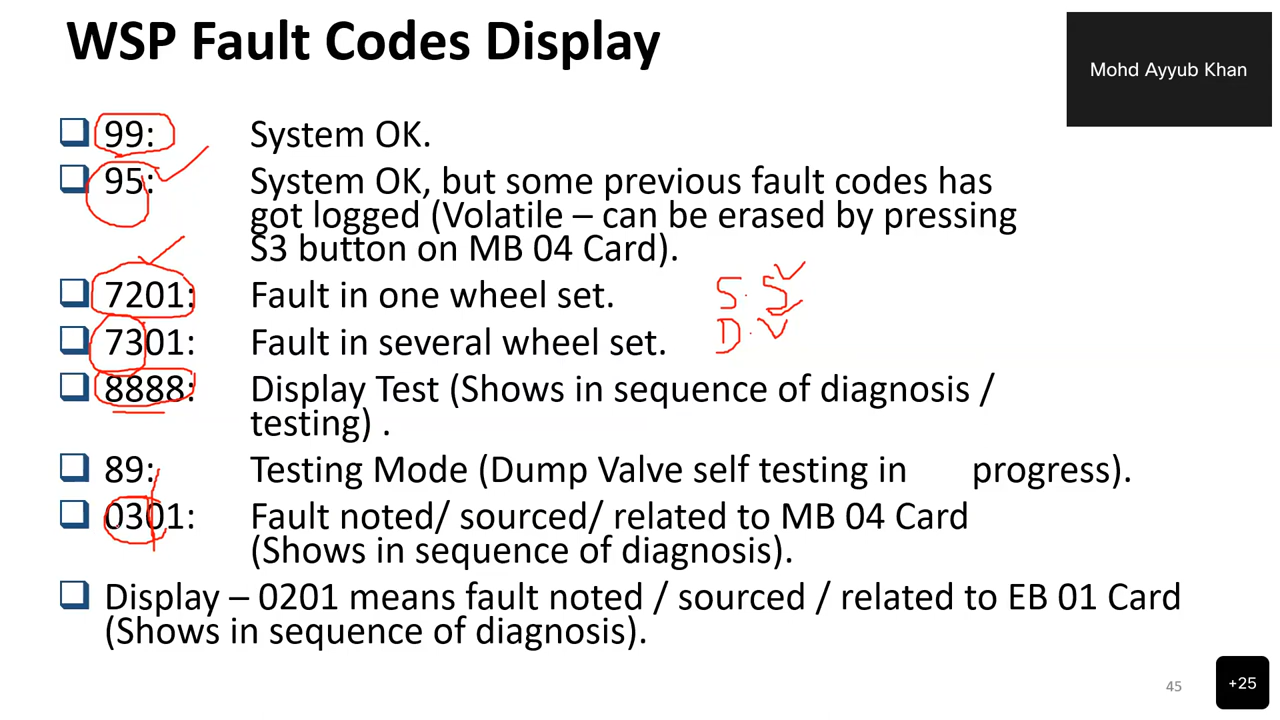 WSP Fault Codes Display
Mohd Ayyub Khan
99: System OK.
95: System OK, but some previous fault codes has
got logged (Volatile – can be erased by pressing
S3 button on MB 04 Card).
7201: Fault in one wheel set.
S. S
7301: Fault in several wheel set.
D. V
8888: Display Test (Shows in sequence of diagnosis /
testing) .
89: Testing Mode (Dump Valve self testing in progress).
0301: Fault noted/ sourced/ related to MB 04 Card
(Shows in sequence of diagnosis).
Display – 0201 means fault noted / sourced / related to EB 01 Card
(Shows in sequence of diagnosis).
45
+25